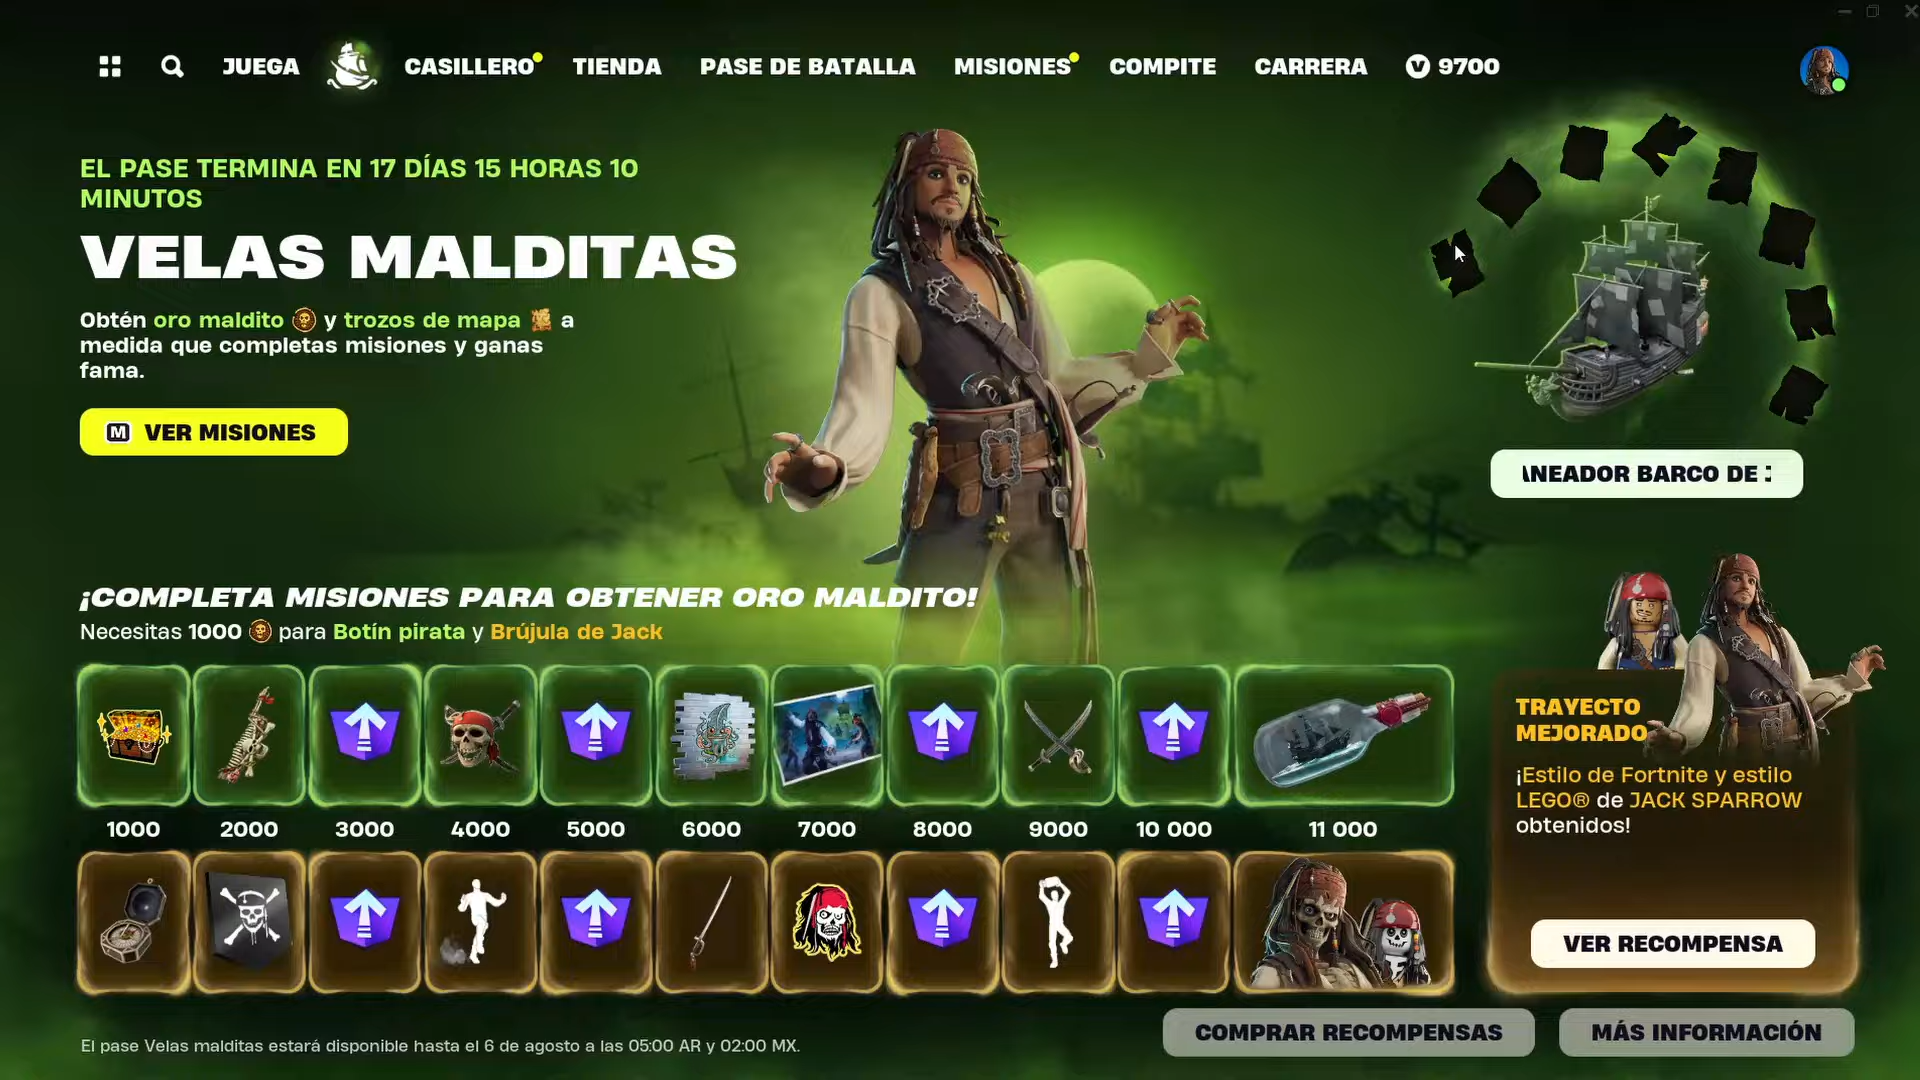 JUEGA CASILLERO TIENDA PASE DE BATALLA MISIONES COMPITE CARRERA V 9700
EL PASE TERMINA EN 17 DÍAS 15 HORAS 10
MINUTOS
VELAS MALDITAS
Obtén oro maldito y trozos de mapa a
medida que completas misiones y ganas
fama.
M VER MISIONES
ANEADOR BARCO DE
¡COMPLETA MISIONES PARA OBTENER ORO MALDITO!
Necesitas 1000 para Botín pirata y Brújula de Jack
1000 2000 3000 4000 5000 6000 7000 8000 9000 10 000 11 000
TRAYECTO
MEJORADO
¡Estilo de Fortnite y estilo
LEGO® de JACK SPARROW
obtenidos!
VER RECOMPENSA
COMPRAR RECOMPENSAS
MÁS INFORMACIÓN
El pase Velas malditas estará disponible hasta el 6 de agosto a las 05:00 AR y 02:00 MX.